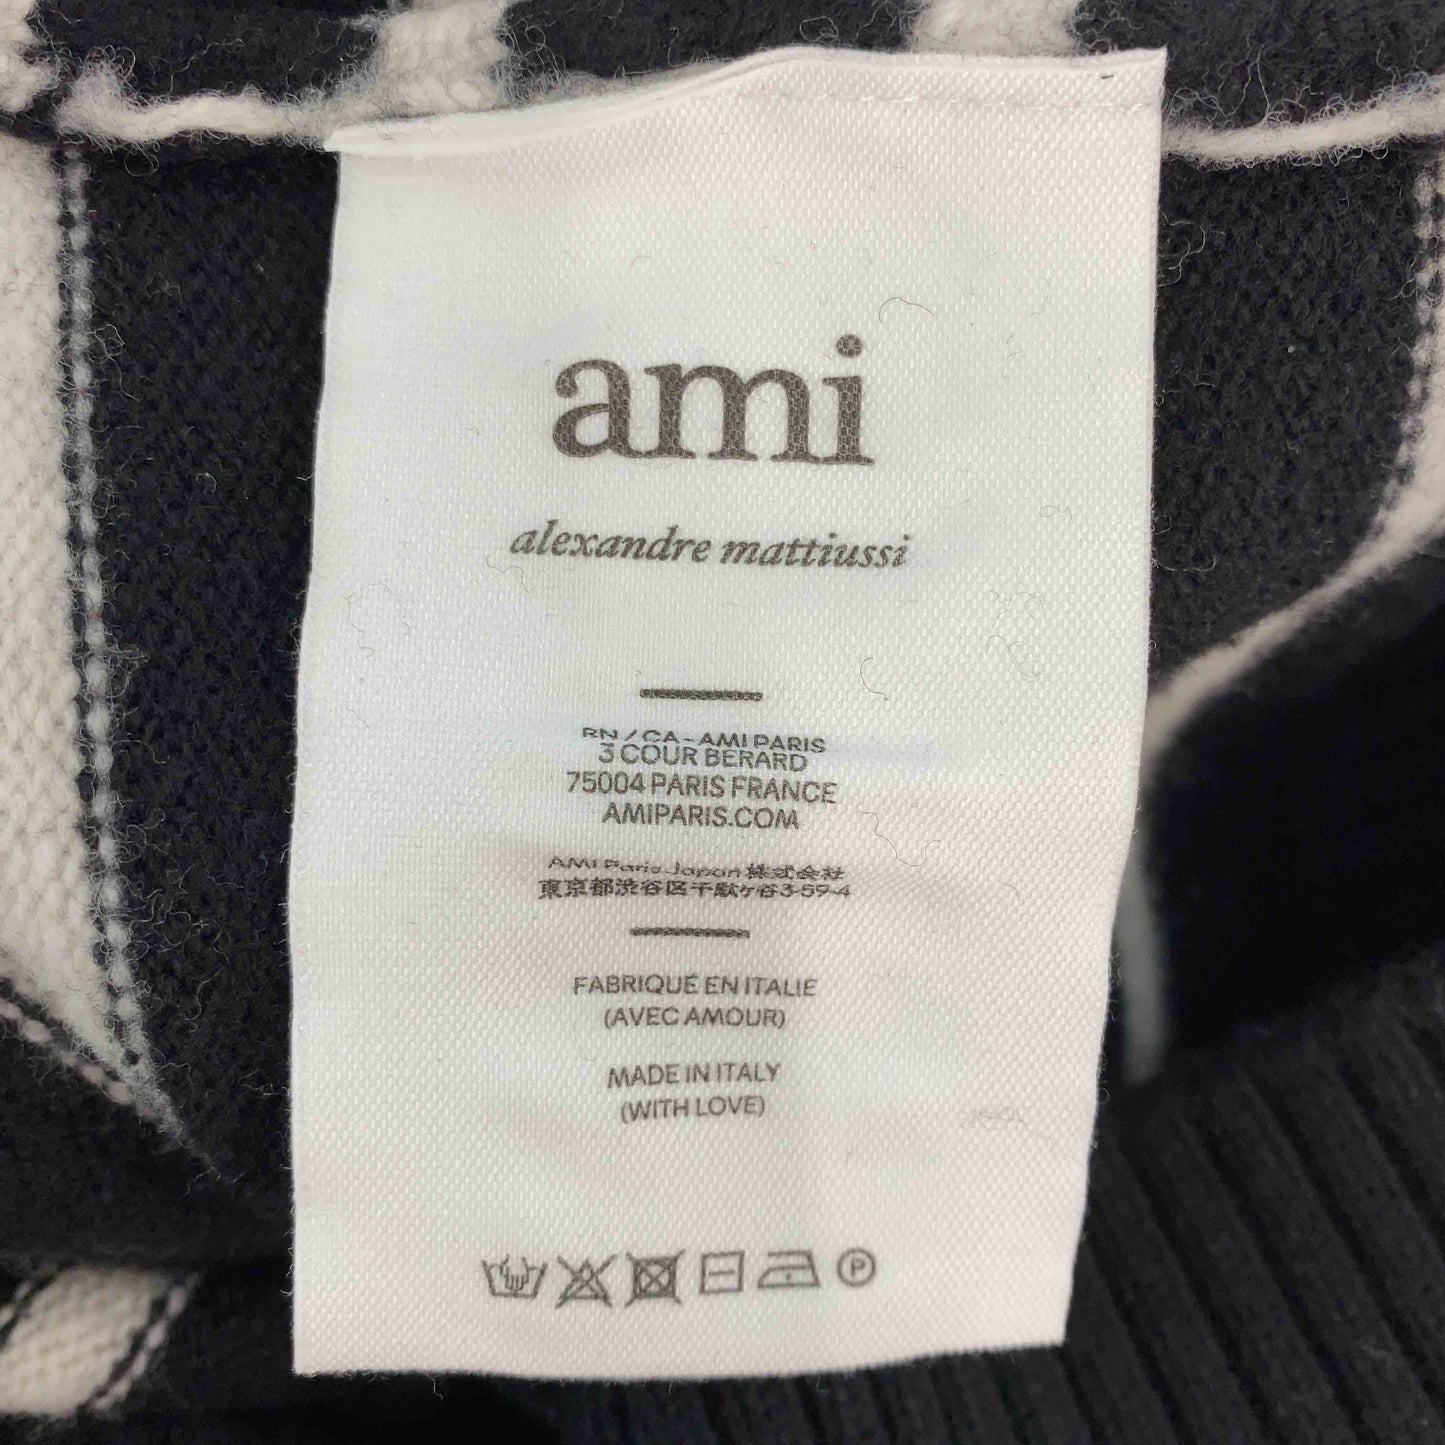 ami
alexandre mattiussi
RN / CA - AMI PARIS
3 COUR BERARD
75004 PARIS FRANCE
AMIPARIS.COM
AMI Paris Japan 株式会社
東京都渋谷区千駄ヶ谷3-59-4
FABRIQUÉ EN ITALIE
(AVEC AMOUR)
MADE IN ITALY
(WITH LOVE)
P